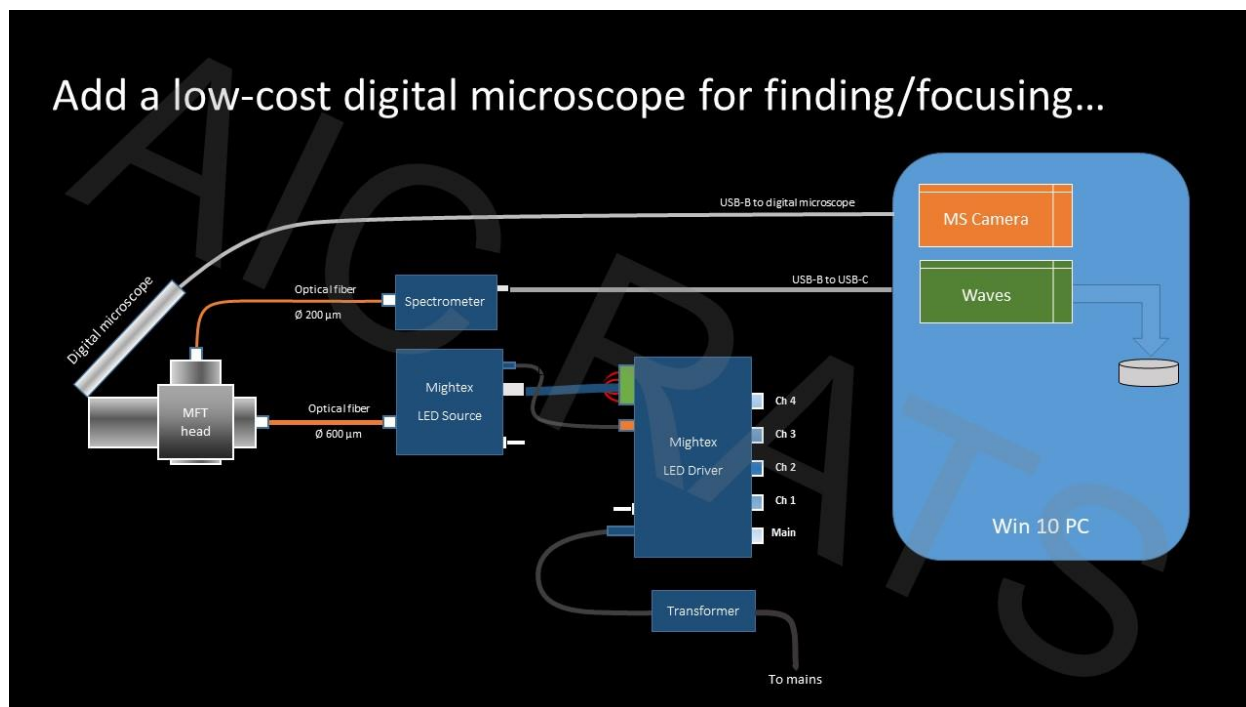 Add a low-cost digital microscope for finding/focusing...
USB-B to digital microscope
MS Camera
USB-B to USB-C
Waves
Digital microscope
Optical fiber
Ø 200 µm
Spectrometer
MFT
head
Optical fiber
Ø 600 µm
Mightex
LED Source
Mightex
LED Driver
Ch 4
Ch 3
Ch 2
Ch 1
Main
Win 10 PC
Transformer
To mains
AIC RATS